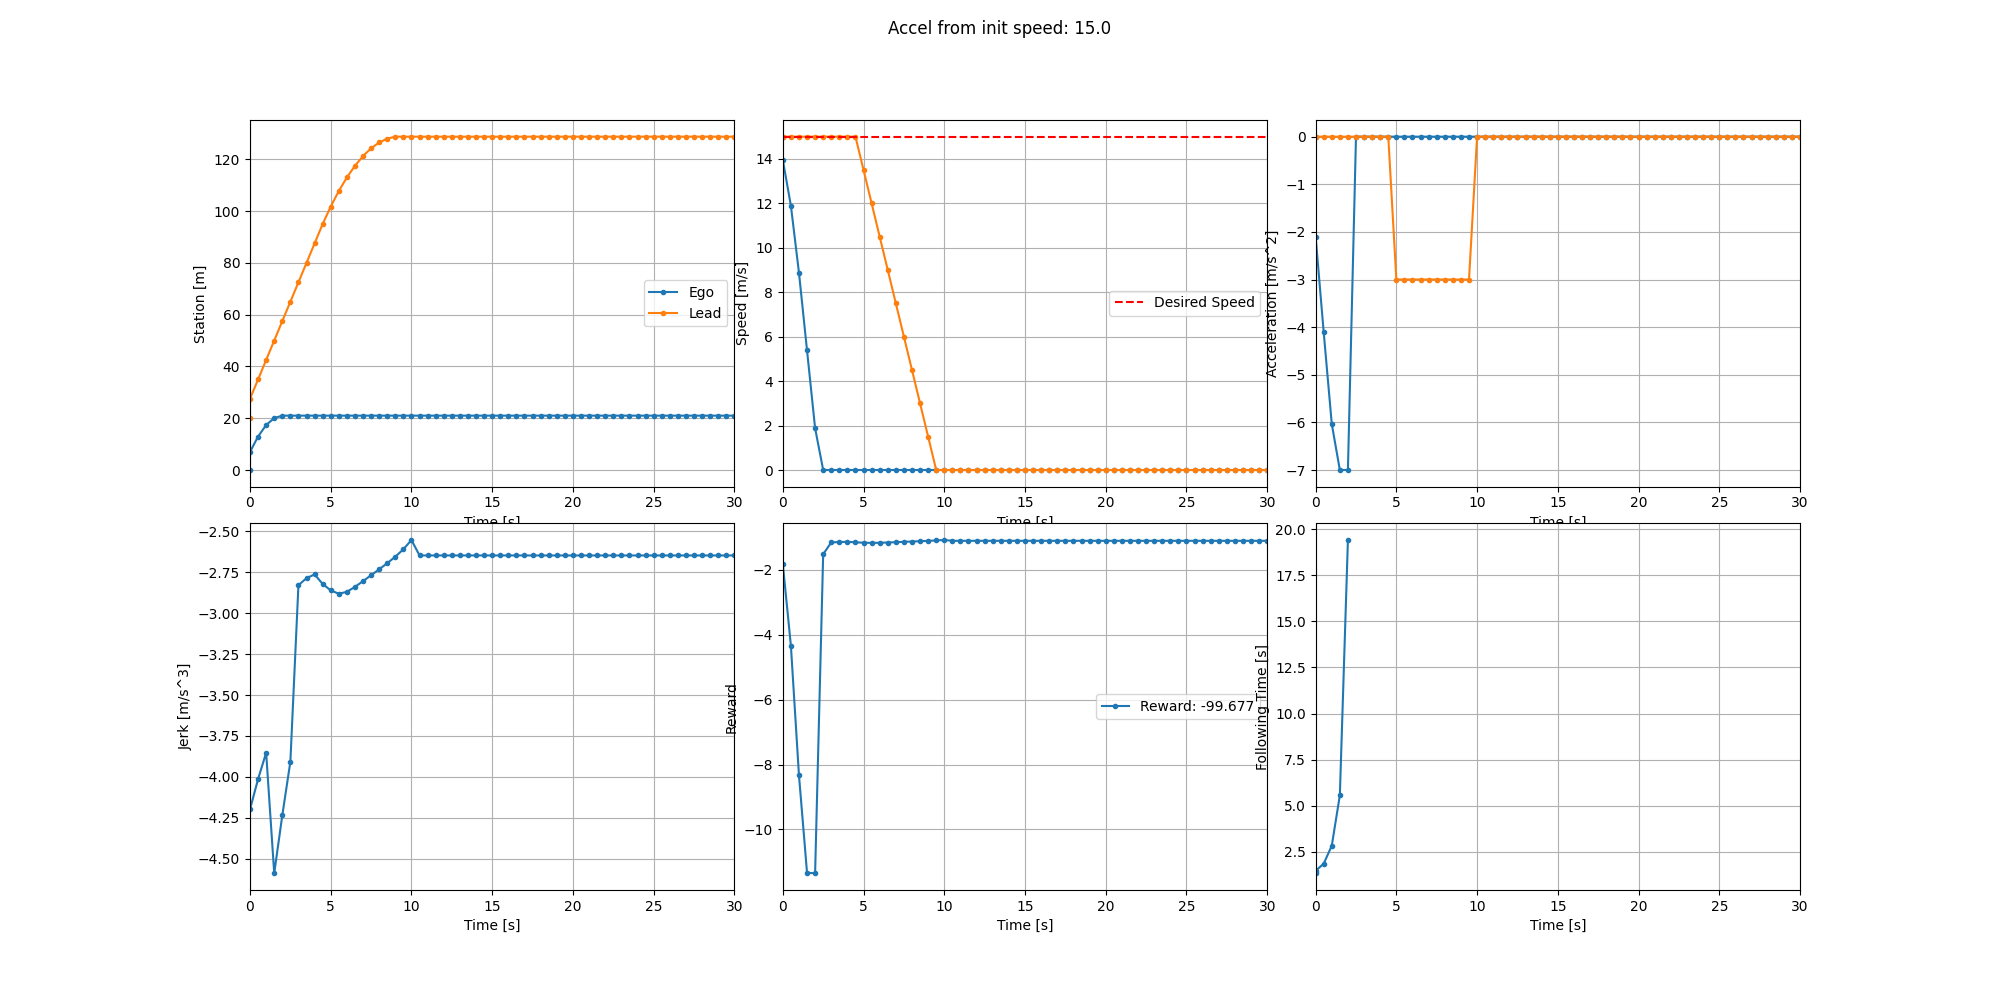 Accel from init speed: 15.0
Station [m]
120
100
80
60
40
20
0
0 5 10 15 20 25 30
Time [s]
Ego
Lead
Speed [m/s]
14
12
10
8
6
4
2
0
0 5 10 15 20 25 30
Time [s]
Desired Speed
Acceleration [m/s^2]
0
−1
−2
−3
−4
−5
−6
−7
0 5 10 15 20 25 30
Time [s]
Jerk [m/s^3]
−2.50
−2.75
−3.00
−3.25
−3.50
−3.75
−4.00
−4.25
−4.50
0 5 10 15 20 25 30
Time [s]
Reward
−2
−4
−6
−8
−10
0 5 10 15 20 25 30
Time [s]
Reward: -99.677
Following Time [s]
20.0
17.5
15.0
12.5
10.0
7.5
5.0
2.5
0 5 10 15 20 25 30
Time [s]